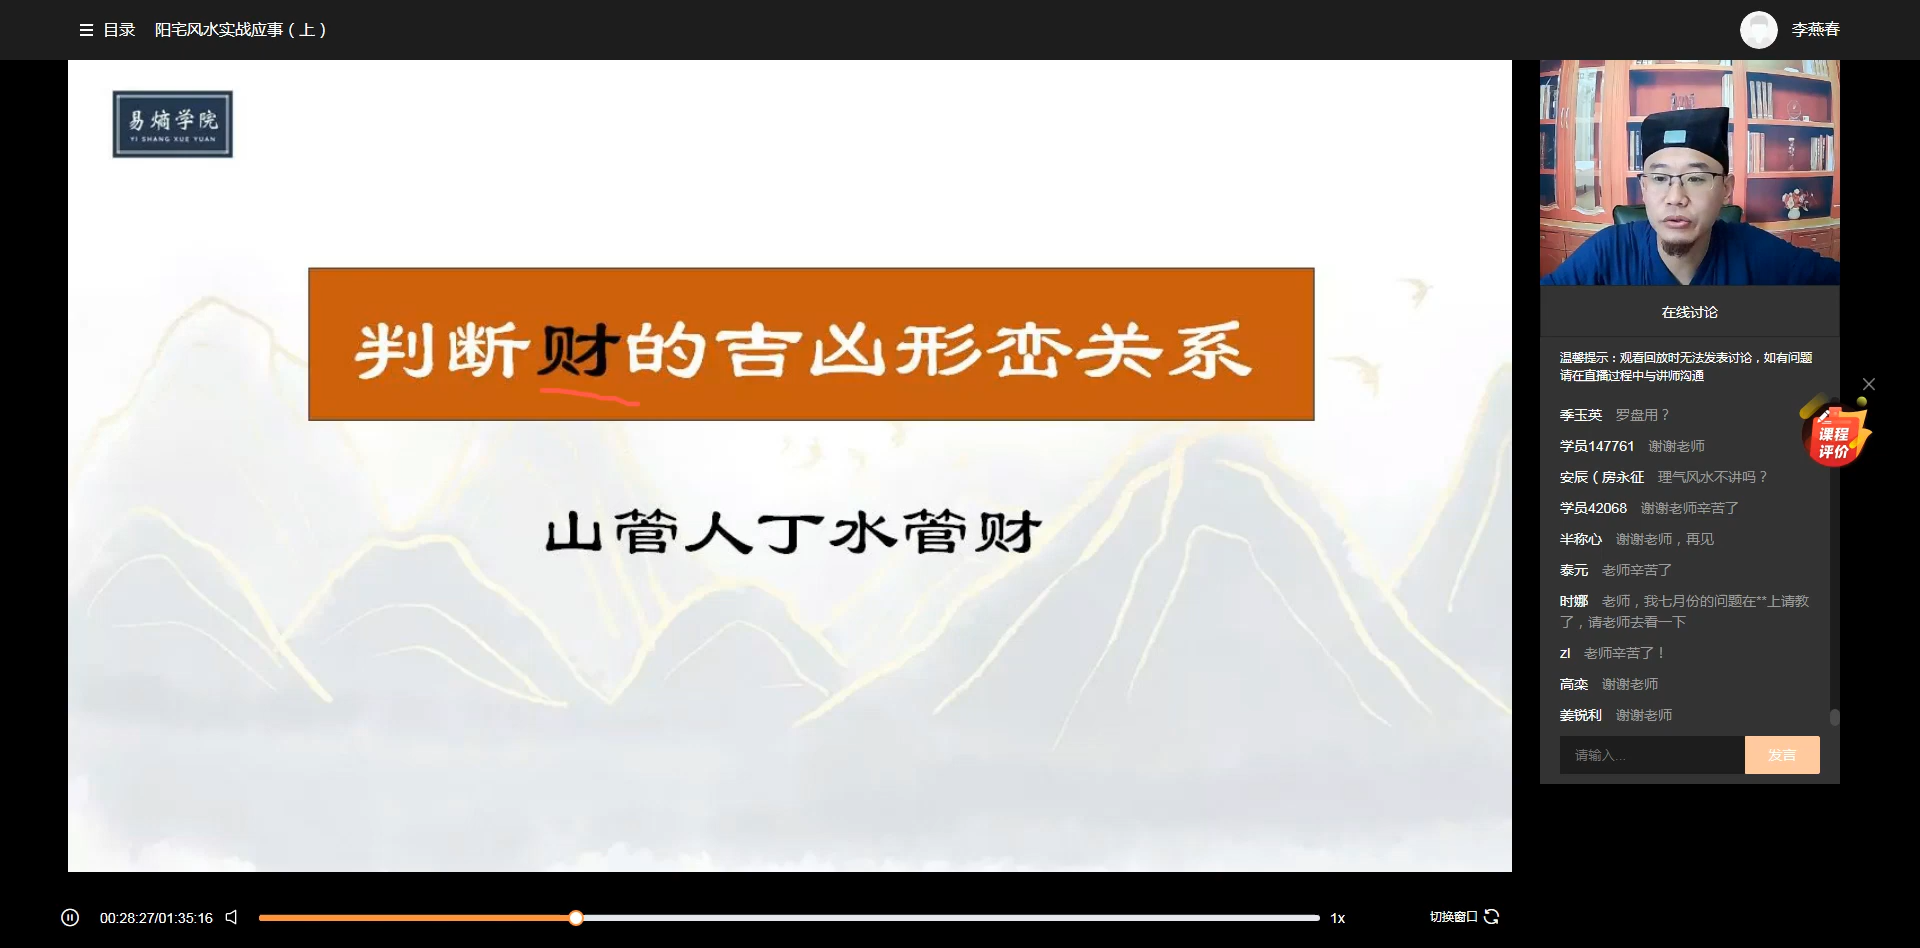 目录 阳宅风水实战应事（上）
李燕春
易熵学院
YI SHANG XUE YUAN
判断财的吉凶形峦关系
山管人丁水管财
在线讨论
温馨提示：观看回放时无法发表讨论，如有问题
请在直播过程中与讲师沟通
季玉英 罗盘用？
学员147761 谢谢老师
安辰（房永征 理气风水不讲吗？
学员42068 谢谢老师辛苦了
半称心 谢谢老师，再见
泰元 老师辛苦了
时娜 老师，我七月份的问题在**上请教
了，请老师去看一下
zl 老师辛苦了！
高栾 谢谢老师
姜锐利 谢谢老师
课程
评价
请输入...
发言
00:28:27/01:35:16
1x
切换窗口